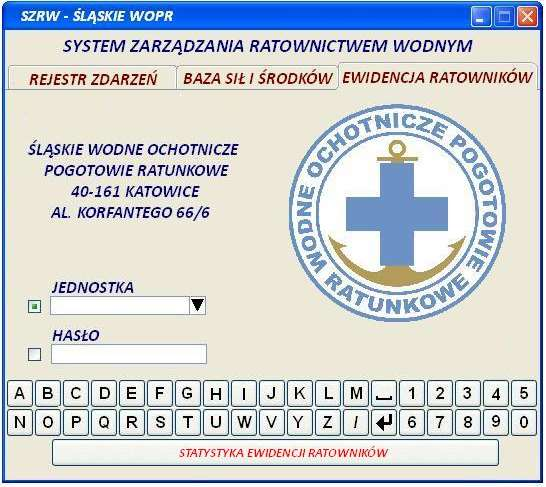 SZRW - ŚLĄSKIE WOPR
SYSTEM ZARZĄDZANIA RATOWNICTWEM WODNYM
REJESTR ZDARZEŃ BAZA SIŁ I ŚRODKÓW EWIDENCJA RATOWNIKÓW
ŚLĄSKIE WODNE OCHOTNICZE
POGOTOWIE RATUNKOWE
40-161 KATOWICE
AL. KORFANTEGO 66/6
WODNE OCHOTNICZE POGOTOWIE RATUNKOWE
JEDNOSTKA
HASŁO
A B C D E F G H I J K L M 1 2 3 4 5
N O P Q R S T U W V Y Z / 6 7 8 9 0
STATYSTYKA EWIDENCJI RATOWNIKÓW